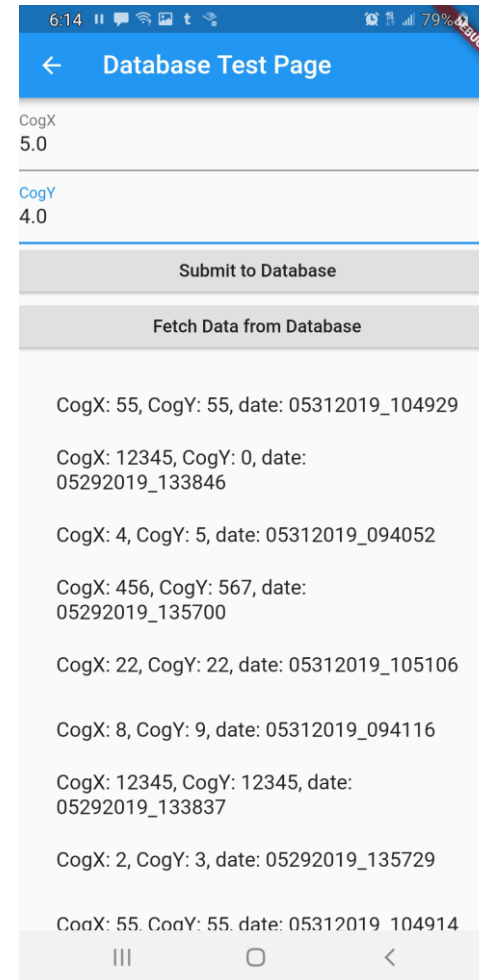 6:14 t 79%
DEBUG
Database Test Page
CogX
5.0
CogY
4.0
Submit to Database
Fetch Data from Database
CogX: 55, CogY: 55, date: 05312019_104929
CogX: 12345, CogY: 0, date:
05292019_133846
CogX: 4, CogY: 5, date: 05312019_094052
CogX: 456, CogY: 567, date:
05292019_135700
CogX: 22, CogY: 22, date: 05312019_105106
CogX: 8, CogY: 9, date: 05312019_094116
CogX: 12345, CogY: 12345, date:
05292019_133837
CogX: 2, CogY: 3, date: 05292019_135729
CogX: 55, CogY: 55, date: 05312019_104914